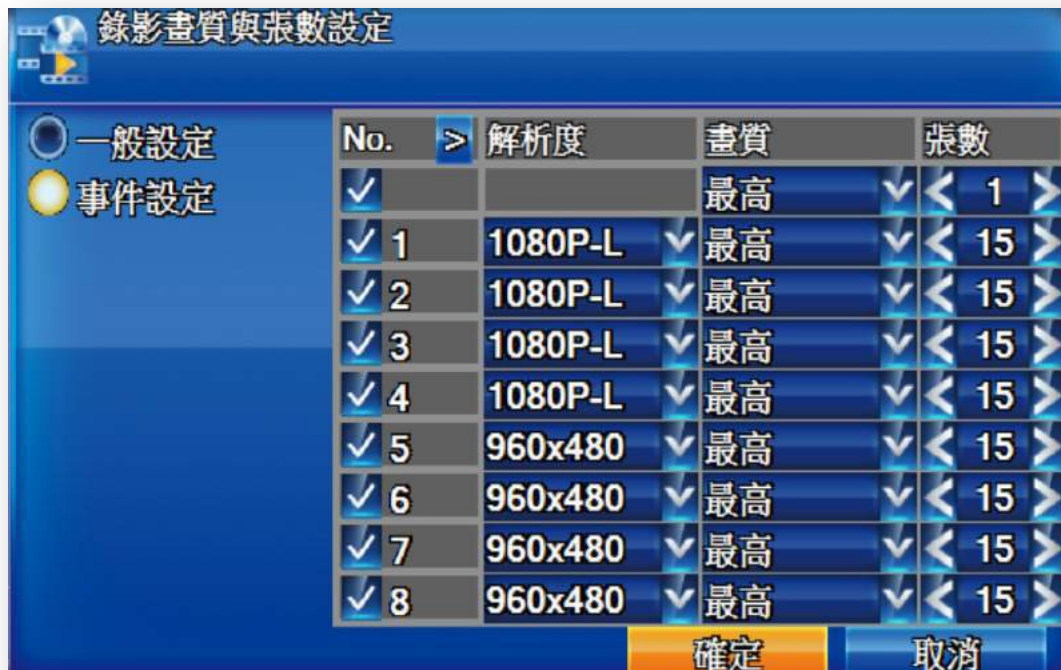 錄影畫質與張數設定
一般設定
事件設定
No. > 解析度 畫質 張數
最高 1
1 1080P-L 最高 15
2 1080P-L 最高 15
3 1080P-L 最高 15
4 1080P-L 最高 15
5 960x480 最高 15
6 960x480 最高 15
7 960x480 最高 15
8 960x480 最高 15
確定 取消